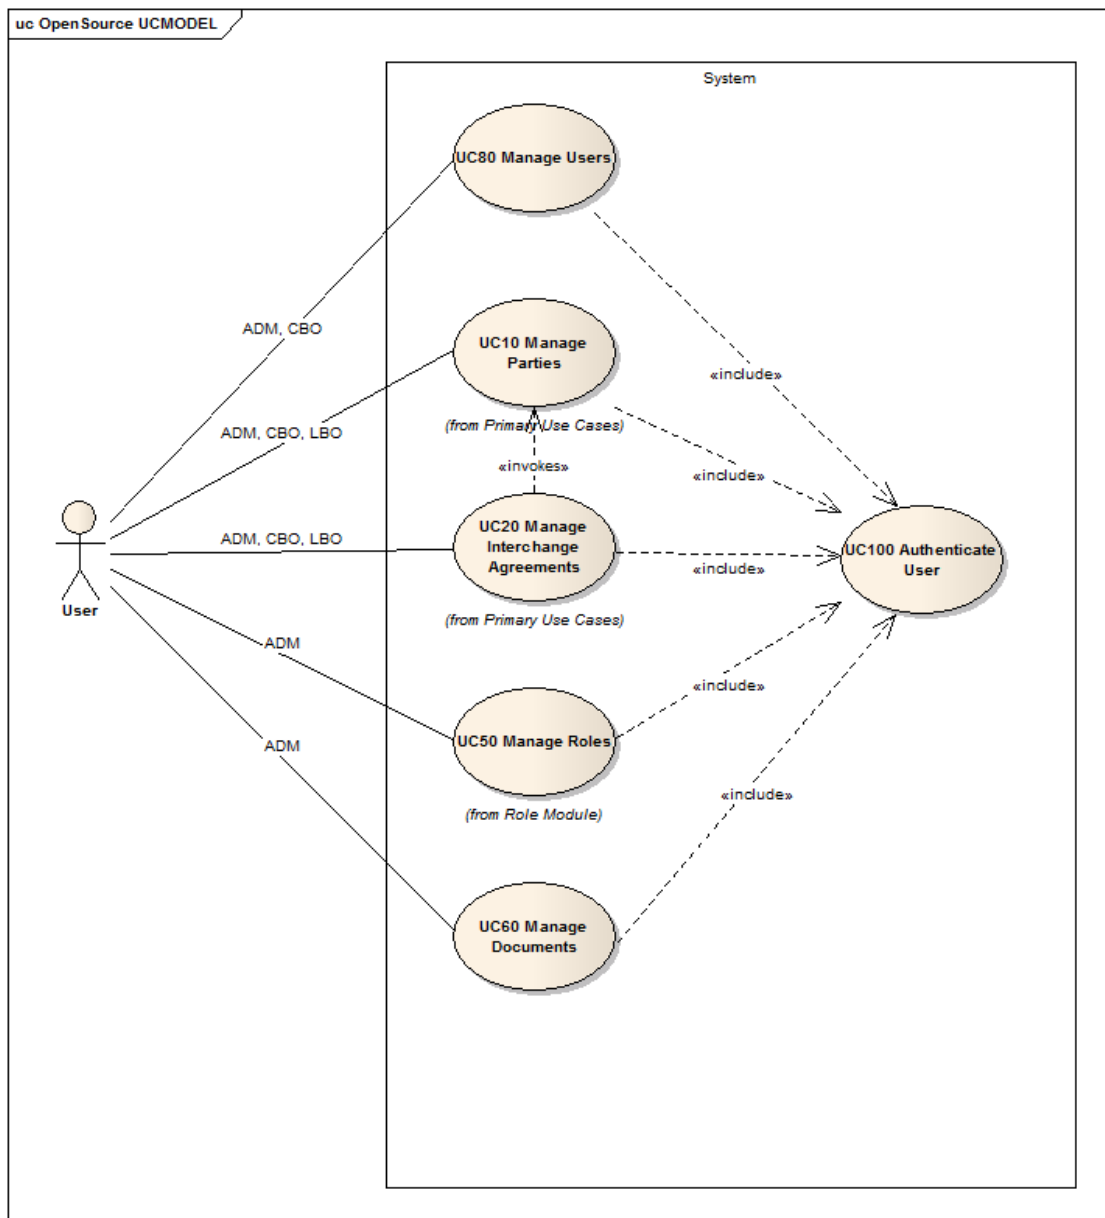 uc OpenSource UCMODEL
System
UC80 Manage Users
ADM, CBO
UC10 Manage
Parties
«include»
ADM, CBO, LBO
(from Primary Use Cases)
«invokes»
«include»
UC20 Manage
Interchange
Agreements
ADM, CBO, LBO
UC100 Authenticate
User
«include»
User
(from Primary Use Cases)
ADM
«include»
UC50 Manage Roles
ADM
(from Role Module)
«include»
UC60 Manage
Documents